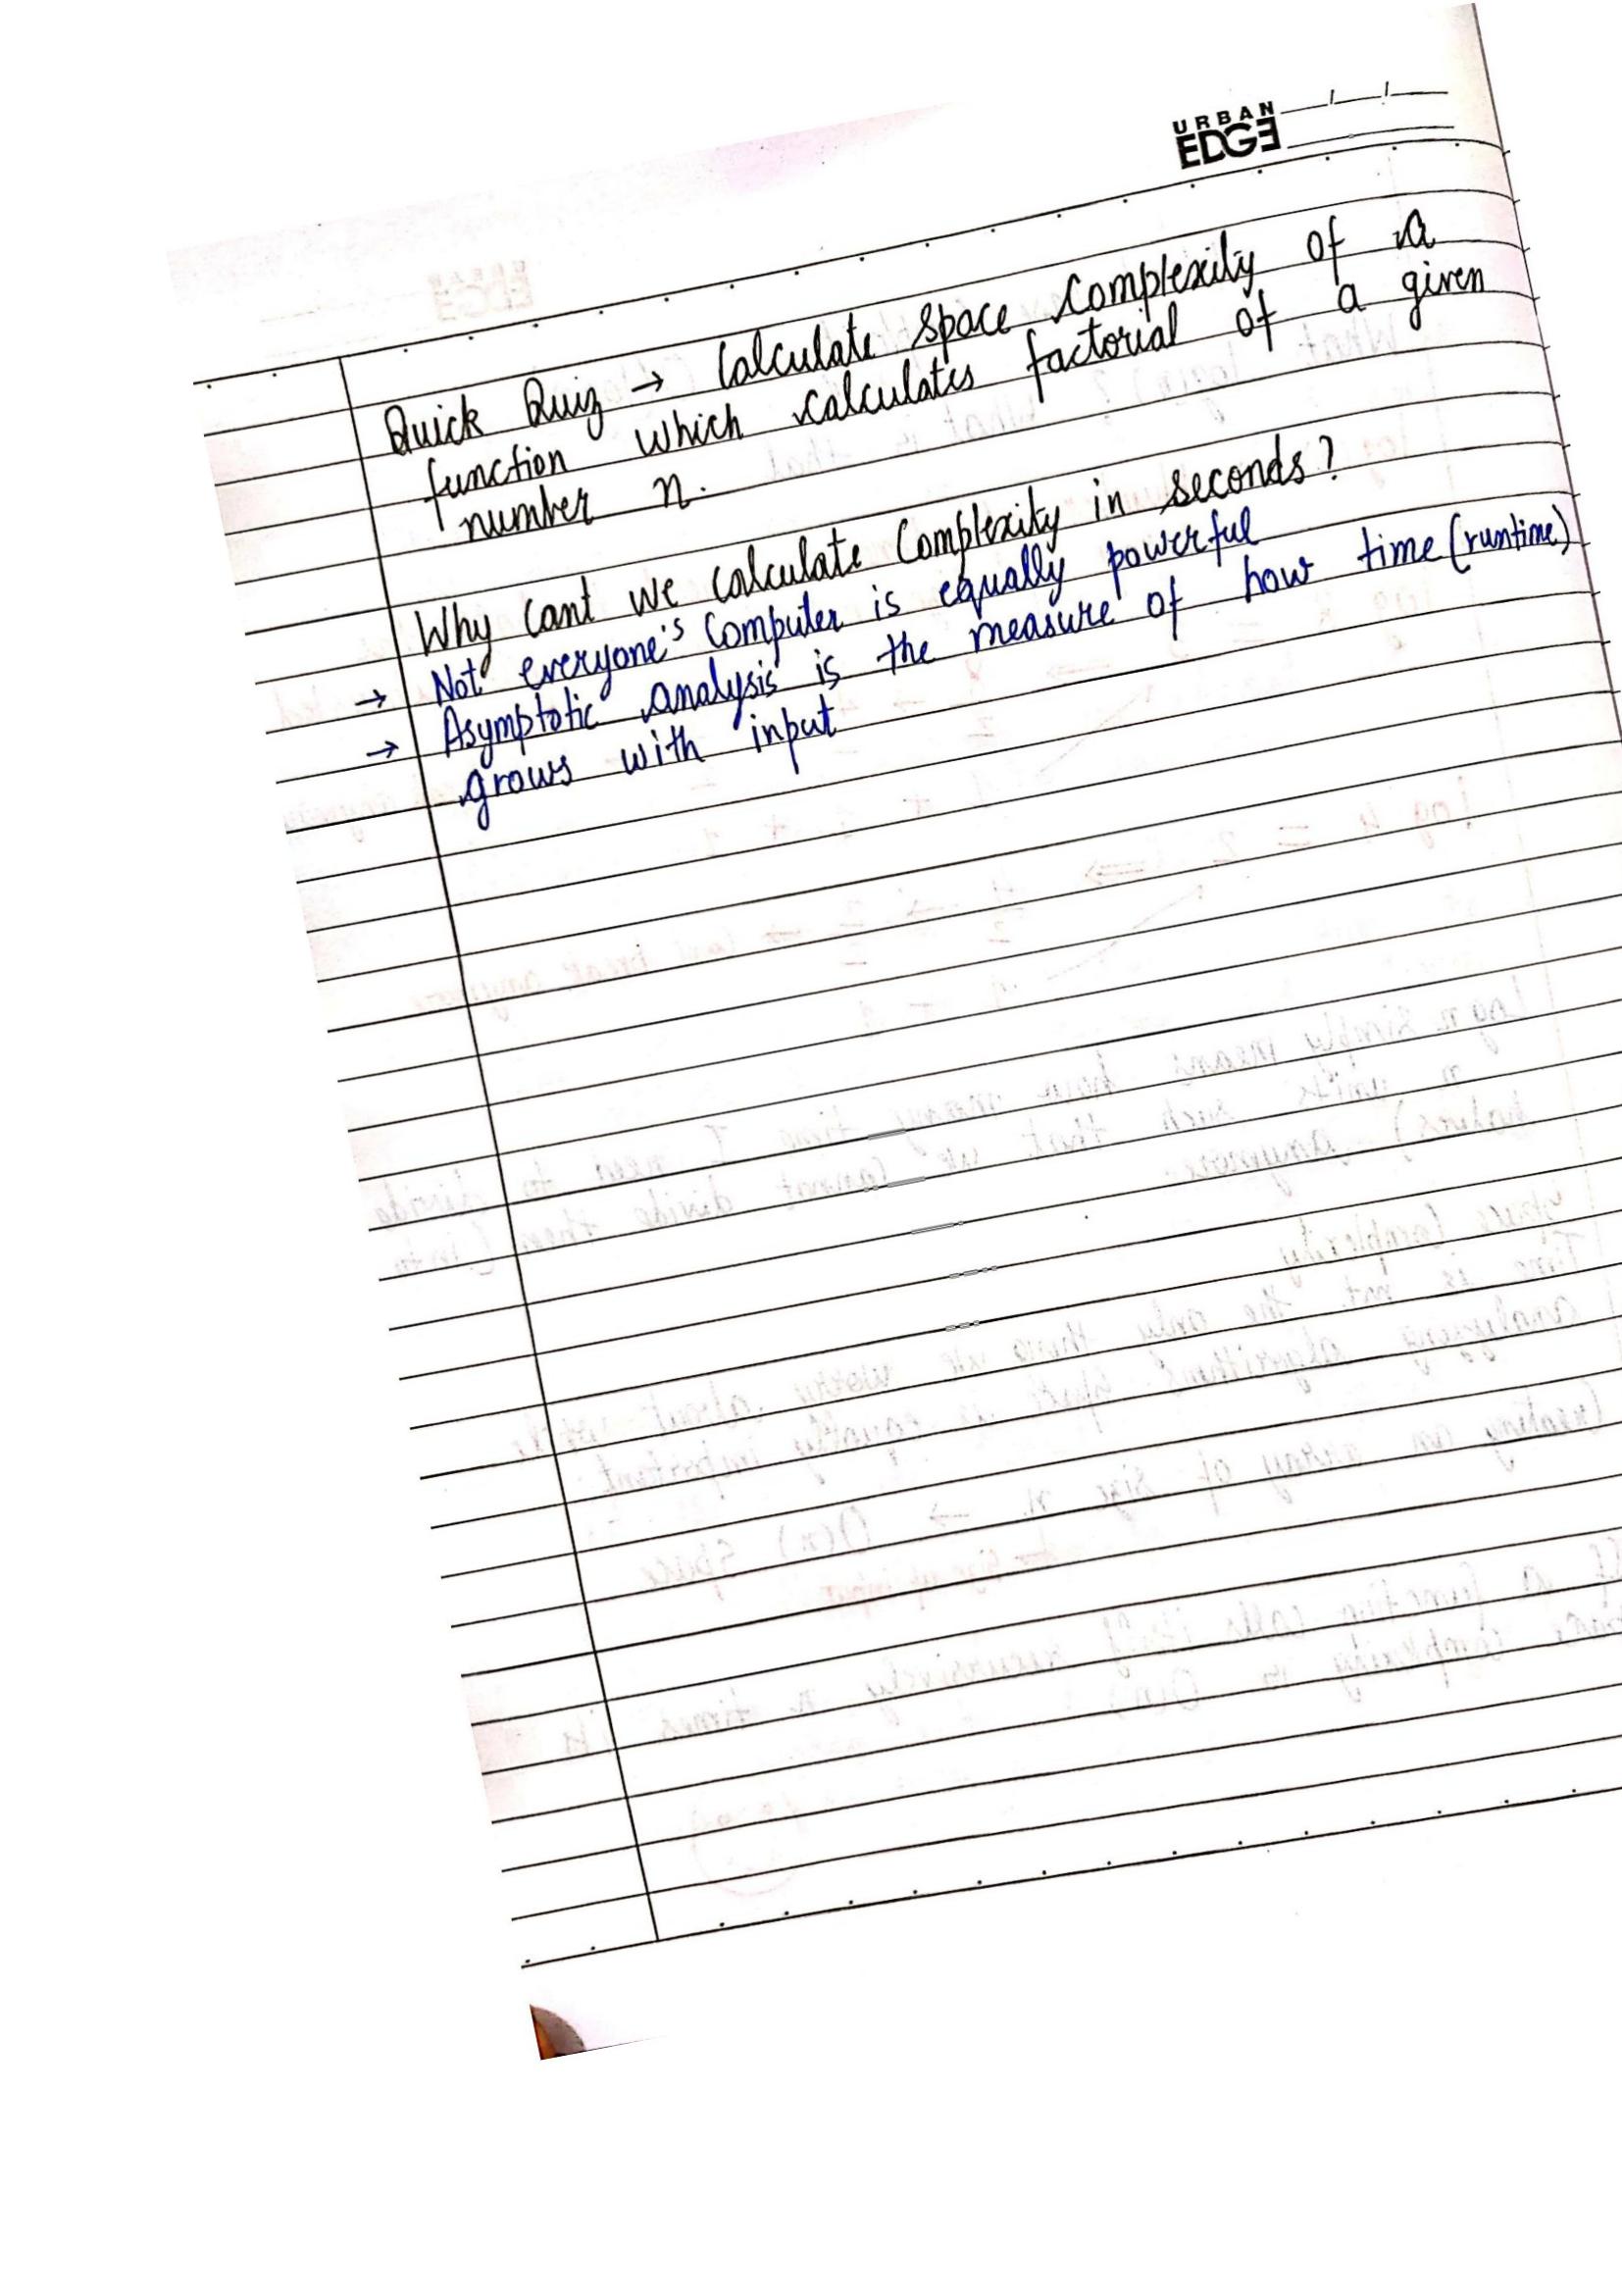 URBAN
EDGE
Quick Quiz → Calculate space complexity of a
function which calculates factorial of a given
number n.
Why cant we calculate complexity in seconds?
→ Not everyone's computer is equally powerful
→ Asymptotic analysis is the measure of how time (runtime)
grows with input